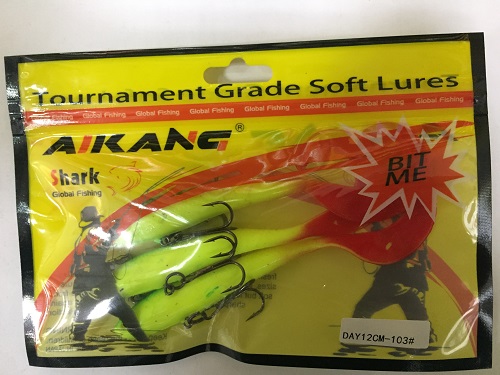 Tournament Grade Soft Lures
Global Fishing Global Fishing Global Fishing Global Fishing Global Fishing Global Fishing Global Fishing
AIKANG®
Shark
Global Fishing
BIT
ME
DAY12CM-103#